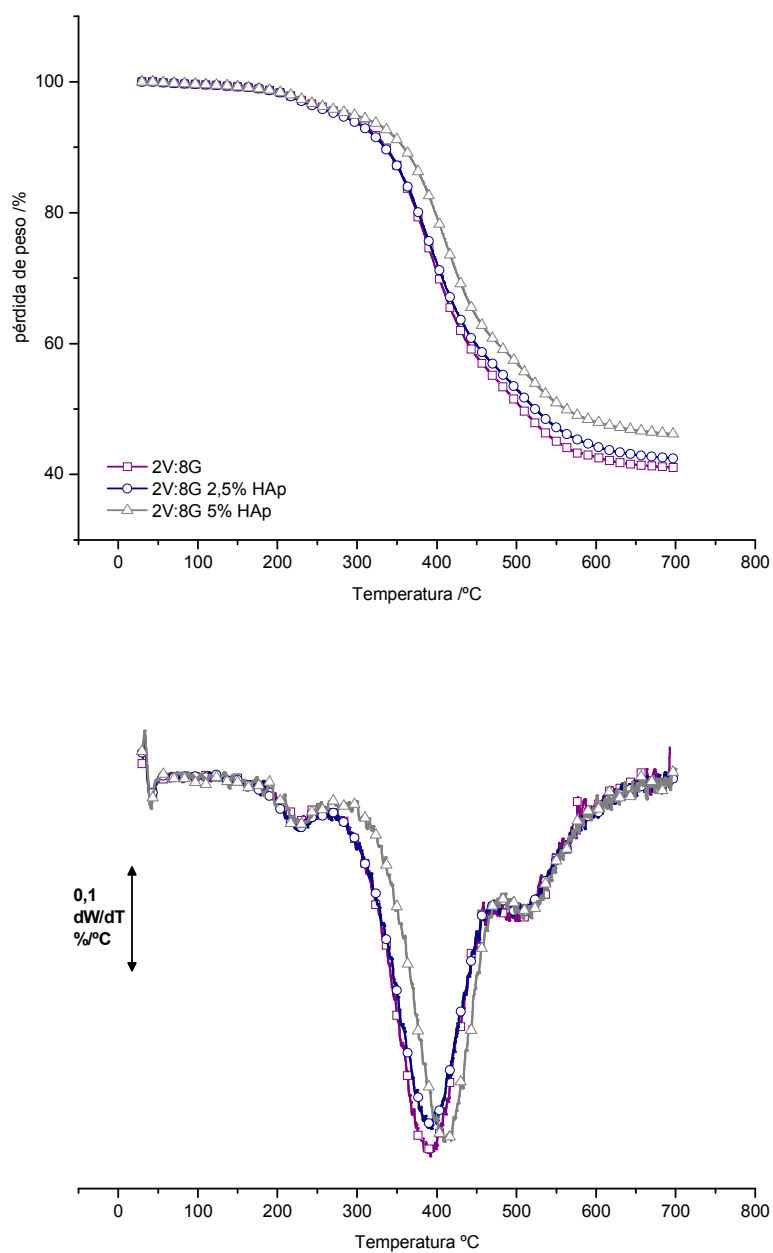 100
80
60
40
pérdida de peso /%
2V:8G
2V:8G 2,5% HAp
2V:8G 5% HAp
0 100 200 300 400 500 600 700 800
Temperatura /ºC
0,1
dW/dT
%/ºC
0 100 200 300 400 500 600 700 800
Temperatura ºC